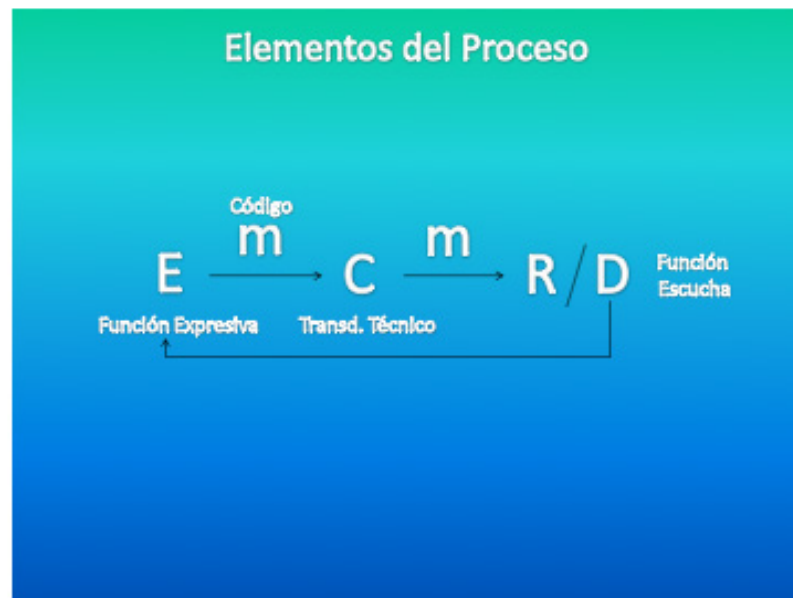 Elementos del Proceso
Código
m
m
E
C
R / D
Función
Escucha
Función Expresiva
Transd. Técnico